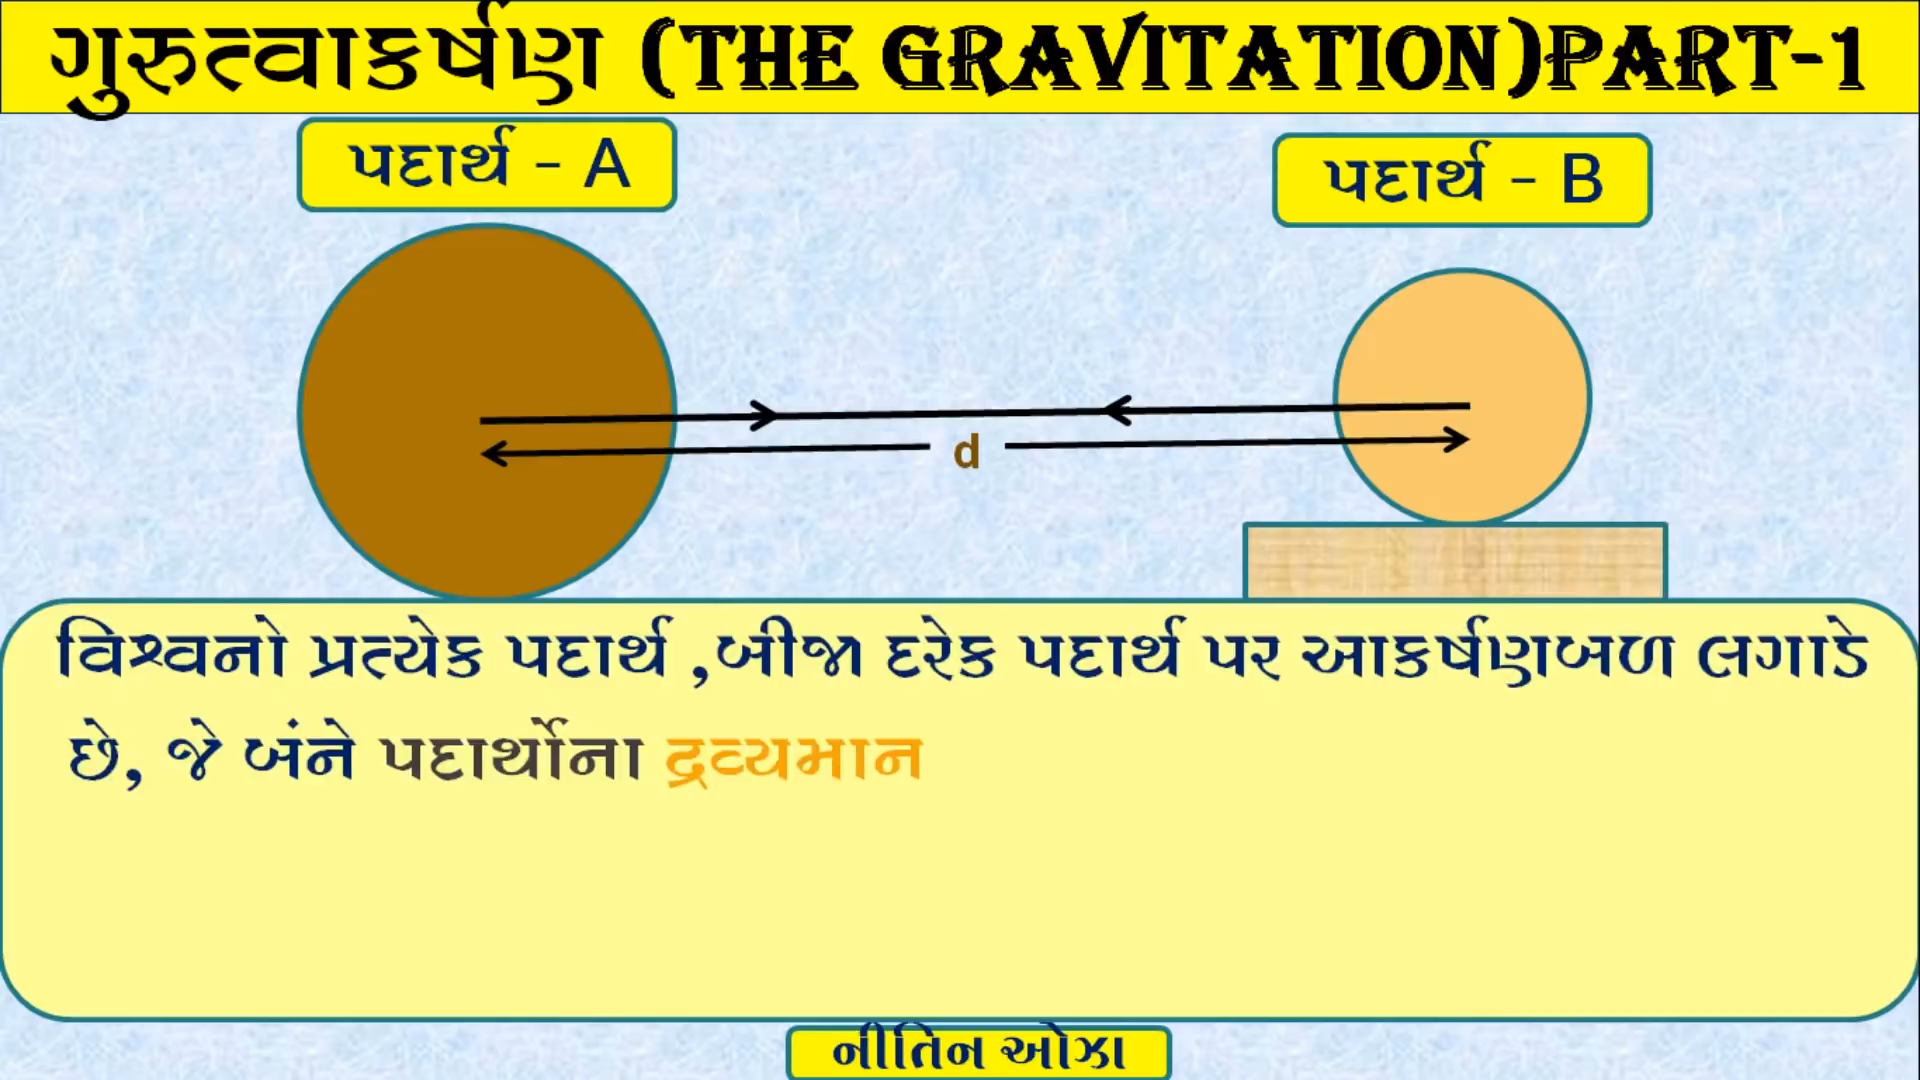 ગુરુત્વાકર્ષણ (THE GRAVITATION)PART-1
પદાર્થ - A
પદાર્થ - B
d
વિશ્વનો પ્રત્યેક પદાર્થ ,બીજા દરેક પદાર્થ પર આકર્ષણબળ લગાડે
છે, જે બંને પદાર્થોના દ્રવ્યમાન
નીતિન ઓઝા